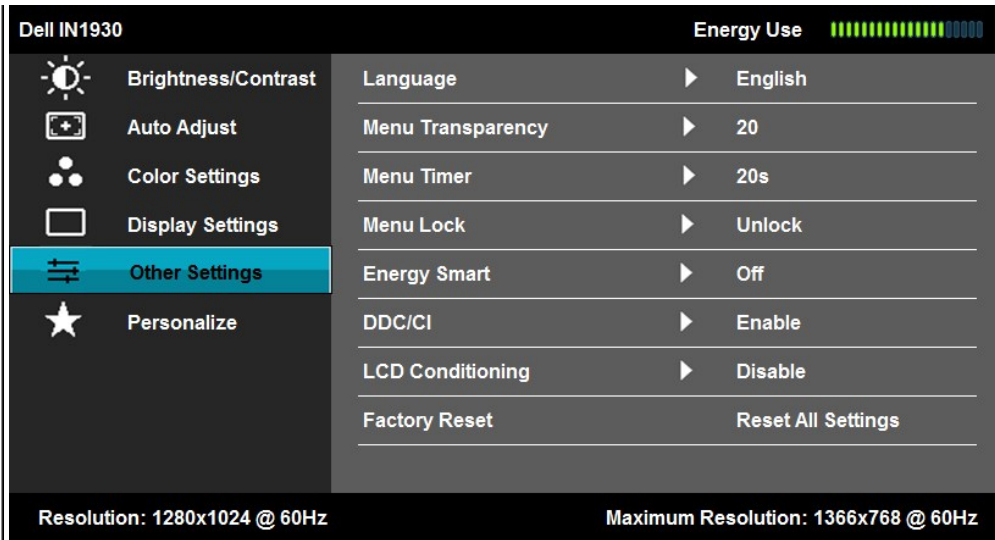 Dell IN1930 Energy Use
Brightness/Contrast
Auto Adjust
Color Settings
Display Settings
Other Settings
Personalize
Language English
Menu Transparency 20
Menu Timer 20s
Menu Lock Unlock
Energy Smart Off
DDC/CI Enable
LCD Conditioning Disable
Factory Reset Reset All Settings
Resolution: 1280x1024 @ 60Hz Maximum Resolution: 1366x768 @ 60Hz